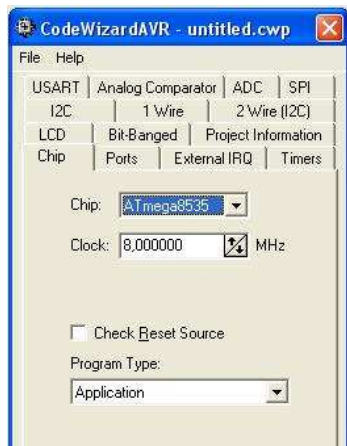 CodeWizardAVR - untitled.cwp
File Help
USART Analog Comparator ADC SPI
I2C 1 Wire 2 Wire (I2C)
LCD Bit-Banged Project Information
Chip Ports External IRQ Timers
Chip: ATmega8535
Clock: 8,000000 MHz
Check Reset Source
Program Type:
Application